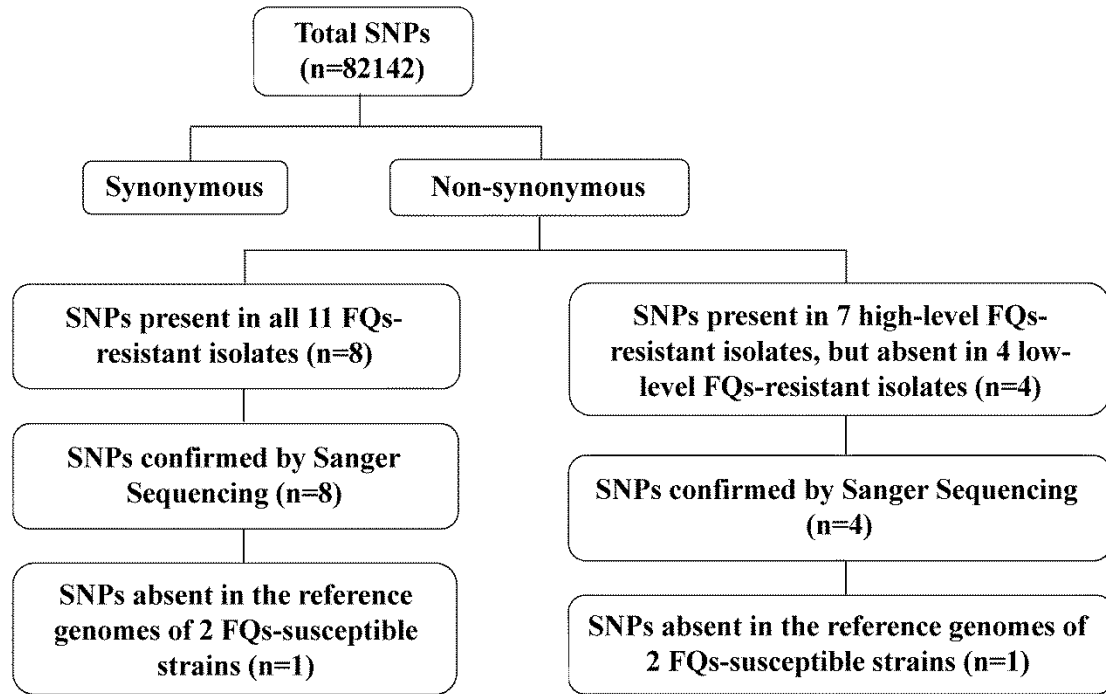 Total SNPs
(n=82142)
Synonymous
Non-synonymous
SNPs present in all 11 FQs-
resistant isolates (n=8)
SNPs present in 7 high-level FQs-
resistant isolates, but absent in 4 low-
level FQs-resistant isolates (n=4)
SNPs confirmed by Sanger
Sequencing (n=8)
SNPs confirmed by Sanger Sequencing
(n=4)
SNPs absent in the reference
genomes of 2 FQs-susceptible
strains (n=1)
SNPs absent in the reference genomes of
2 FQs-susceptible strains (n=1)